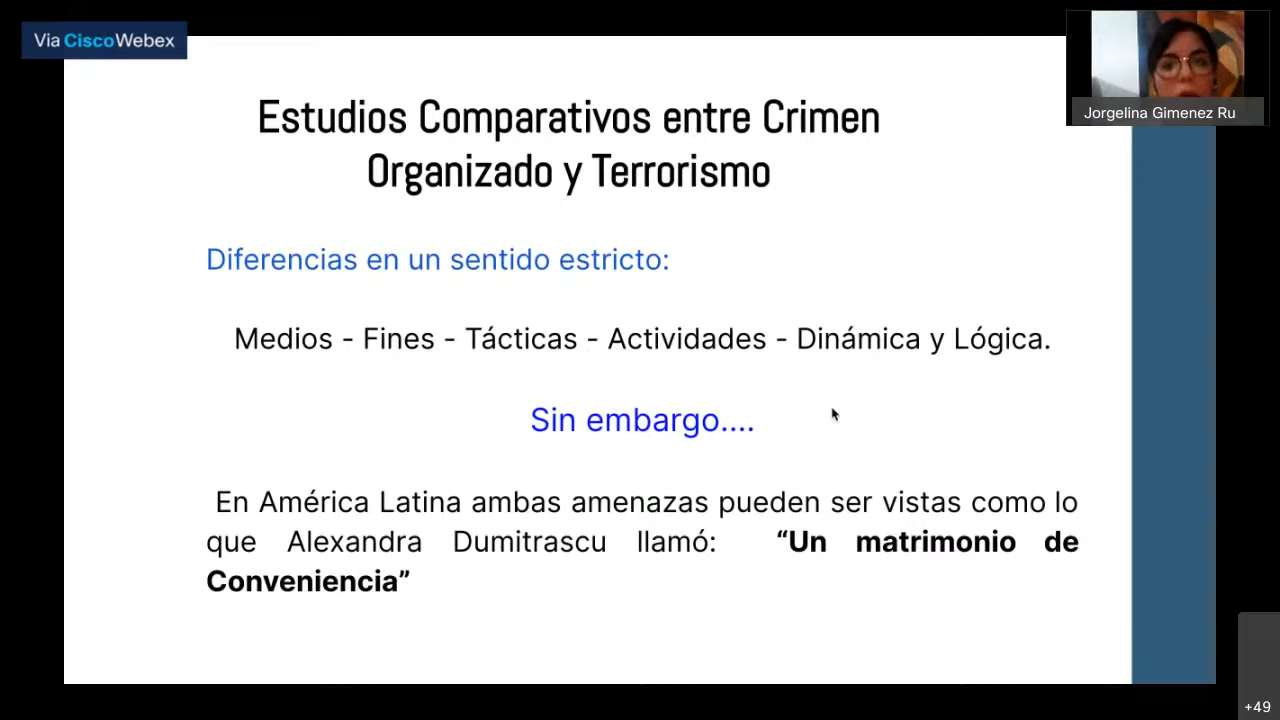 Vía CiscoWebex
Jorgelina Gimenez Ru
Estudios Comparativos entre Crimen
Organizado y Terrorismo
Diferencias en un sentido estricto:
Medios - Fines - Tácticas - Actividades - Dinámica y Lógica.
Sin embargo....
En América Latina ambas amenazas pueden ser vistas como lo
que Alexandra Dumitrascu llamó: “Un matrimonio de
Conveniencia”
+49